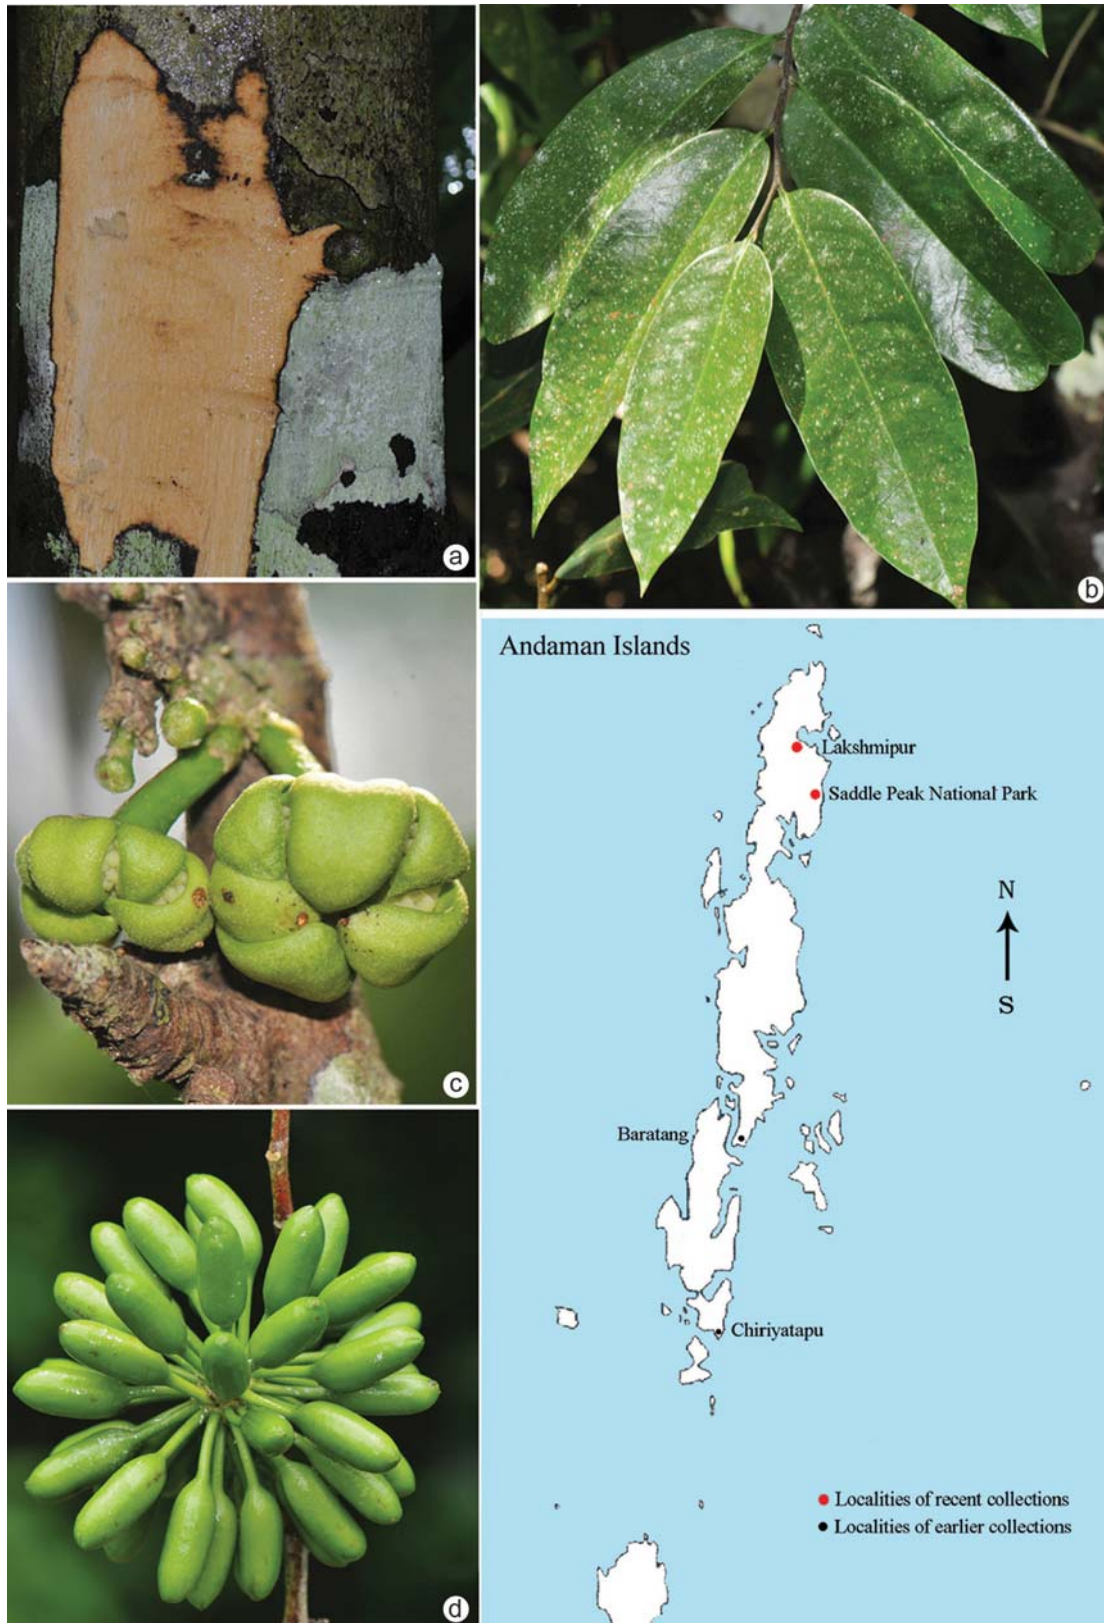 a
b
c
d
Andaman Islands
Lakshmipur
Saddle Peak National Park
N
S
Baratang
Chiriyatapu
Localities of recent collections
Localities of earlier collections